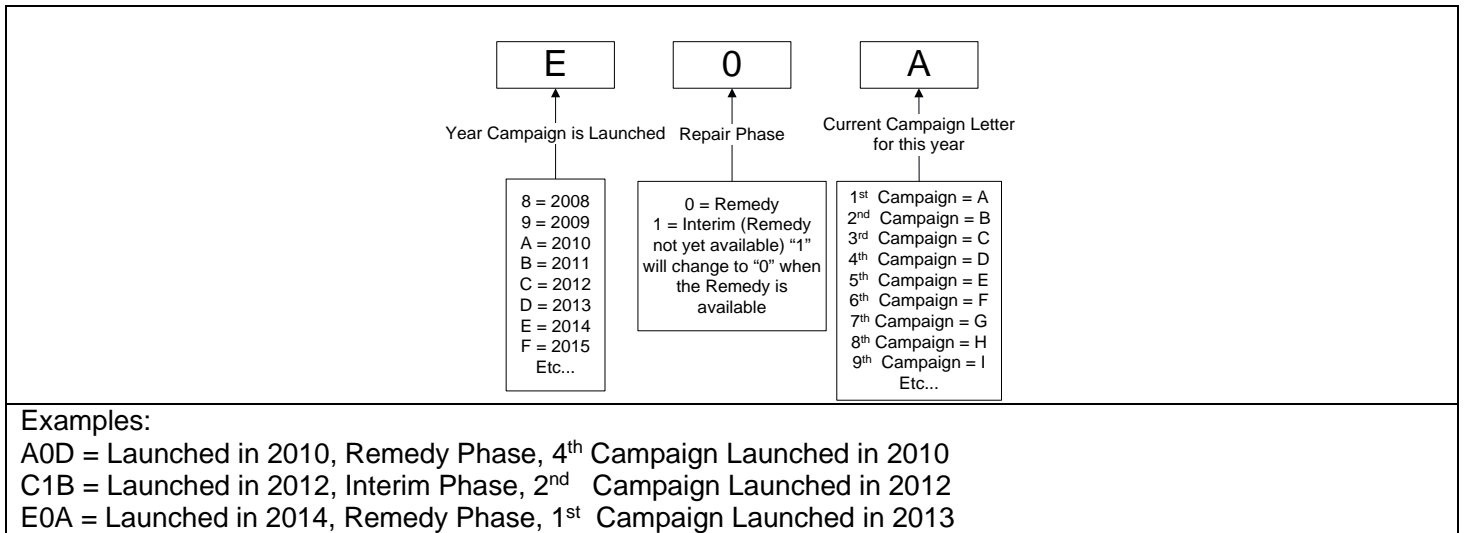 E 0 A
Year Campaign is Launched Repair Phase Current Campaign Letter
for this year
8 = 2008
9 = 2009
A = 2010
B = 2011
C = 2012
D = 2013
E = 2014
F = 2015
Etc...
0 = Remedy
1 = Interim (Remedy
not yet available) “1”
will change to “0” when
the Remedy is
available
1st Campaign = A
2nd Campaign = B
3rd Campaign = C
4th Campaign = D
5th Campaign = E
6th Campaign = F
7th Campaign = G
8th Campaign = H
9th Campaign = I
Etc...
Examples:
A0D = Launched in 2010, Remedy Phase, 4th Campaign Launched in 2010
C1B = Launched in 2012, Interim Phase, 2nd Campaign Launched in 2012
E0A = Launched in 2014, Remedy Phase, 1st Campaign Launched in 2013